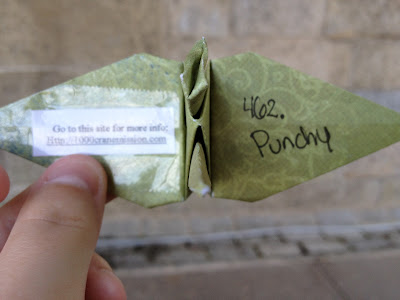 Go to this site for more info:
Http://1000cranemission.com
462.
Punchy